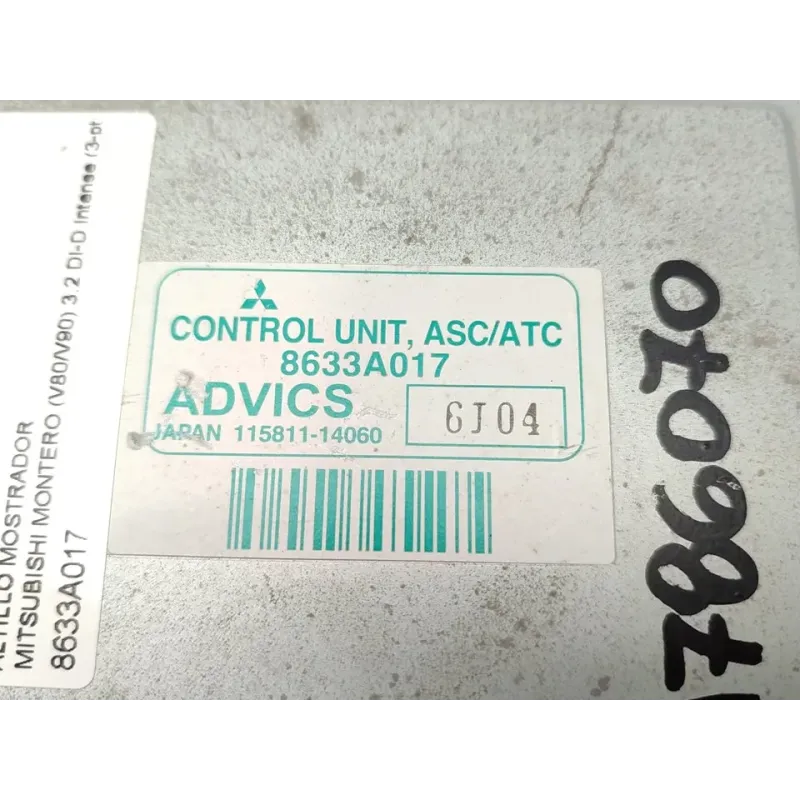 CONTROL UNIT, ASC/ATC
8633A017
ADVICS
JAPAN 115811-14060
6J04
MOSTRADOR
MITSUBISHI MONTERO (V80/V90) 3.2 DI-D Intense (3-pt
8633A017
786070